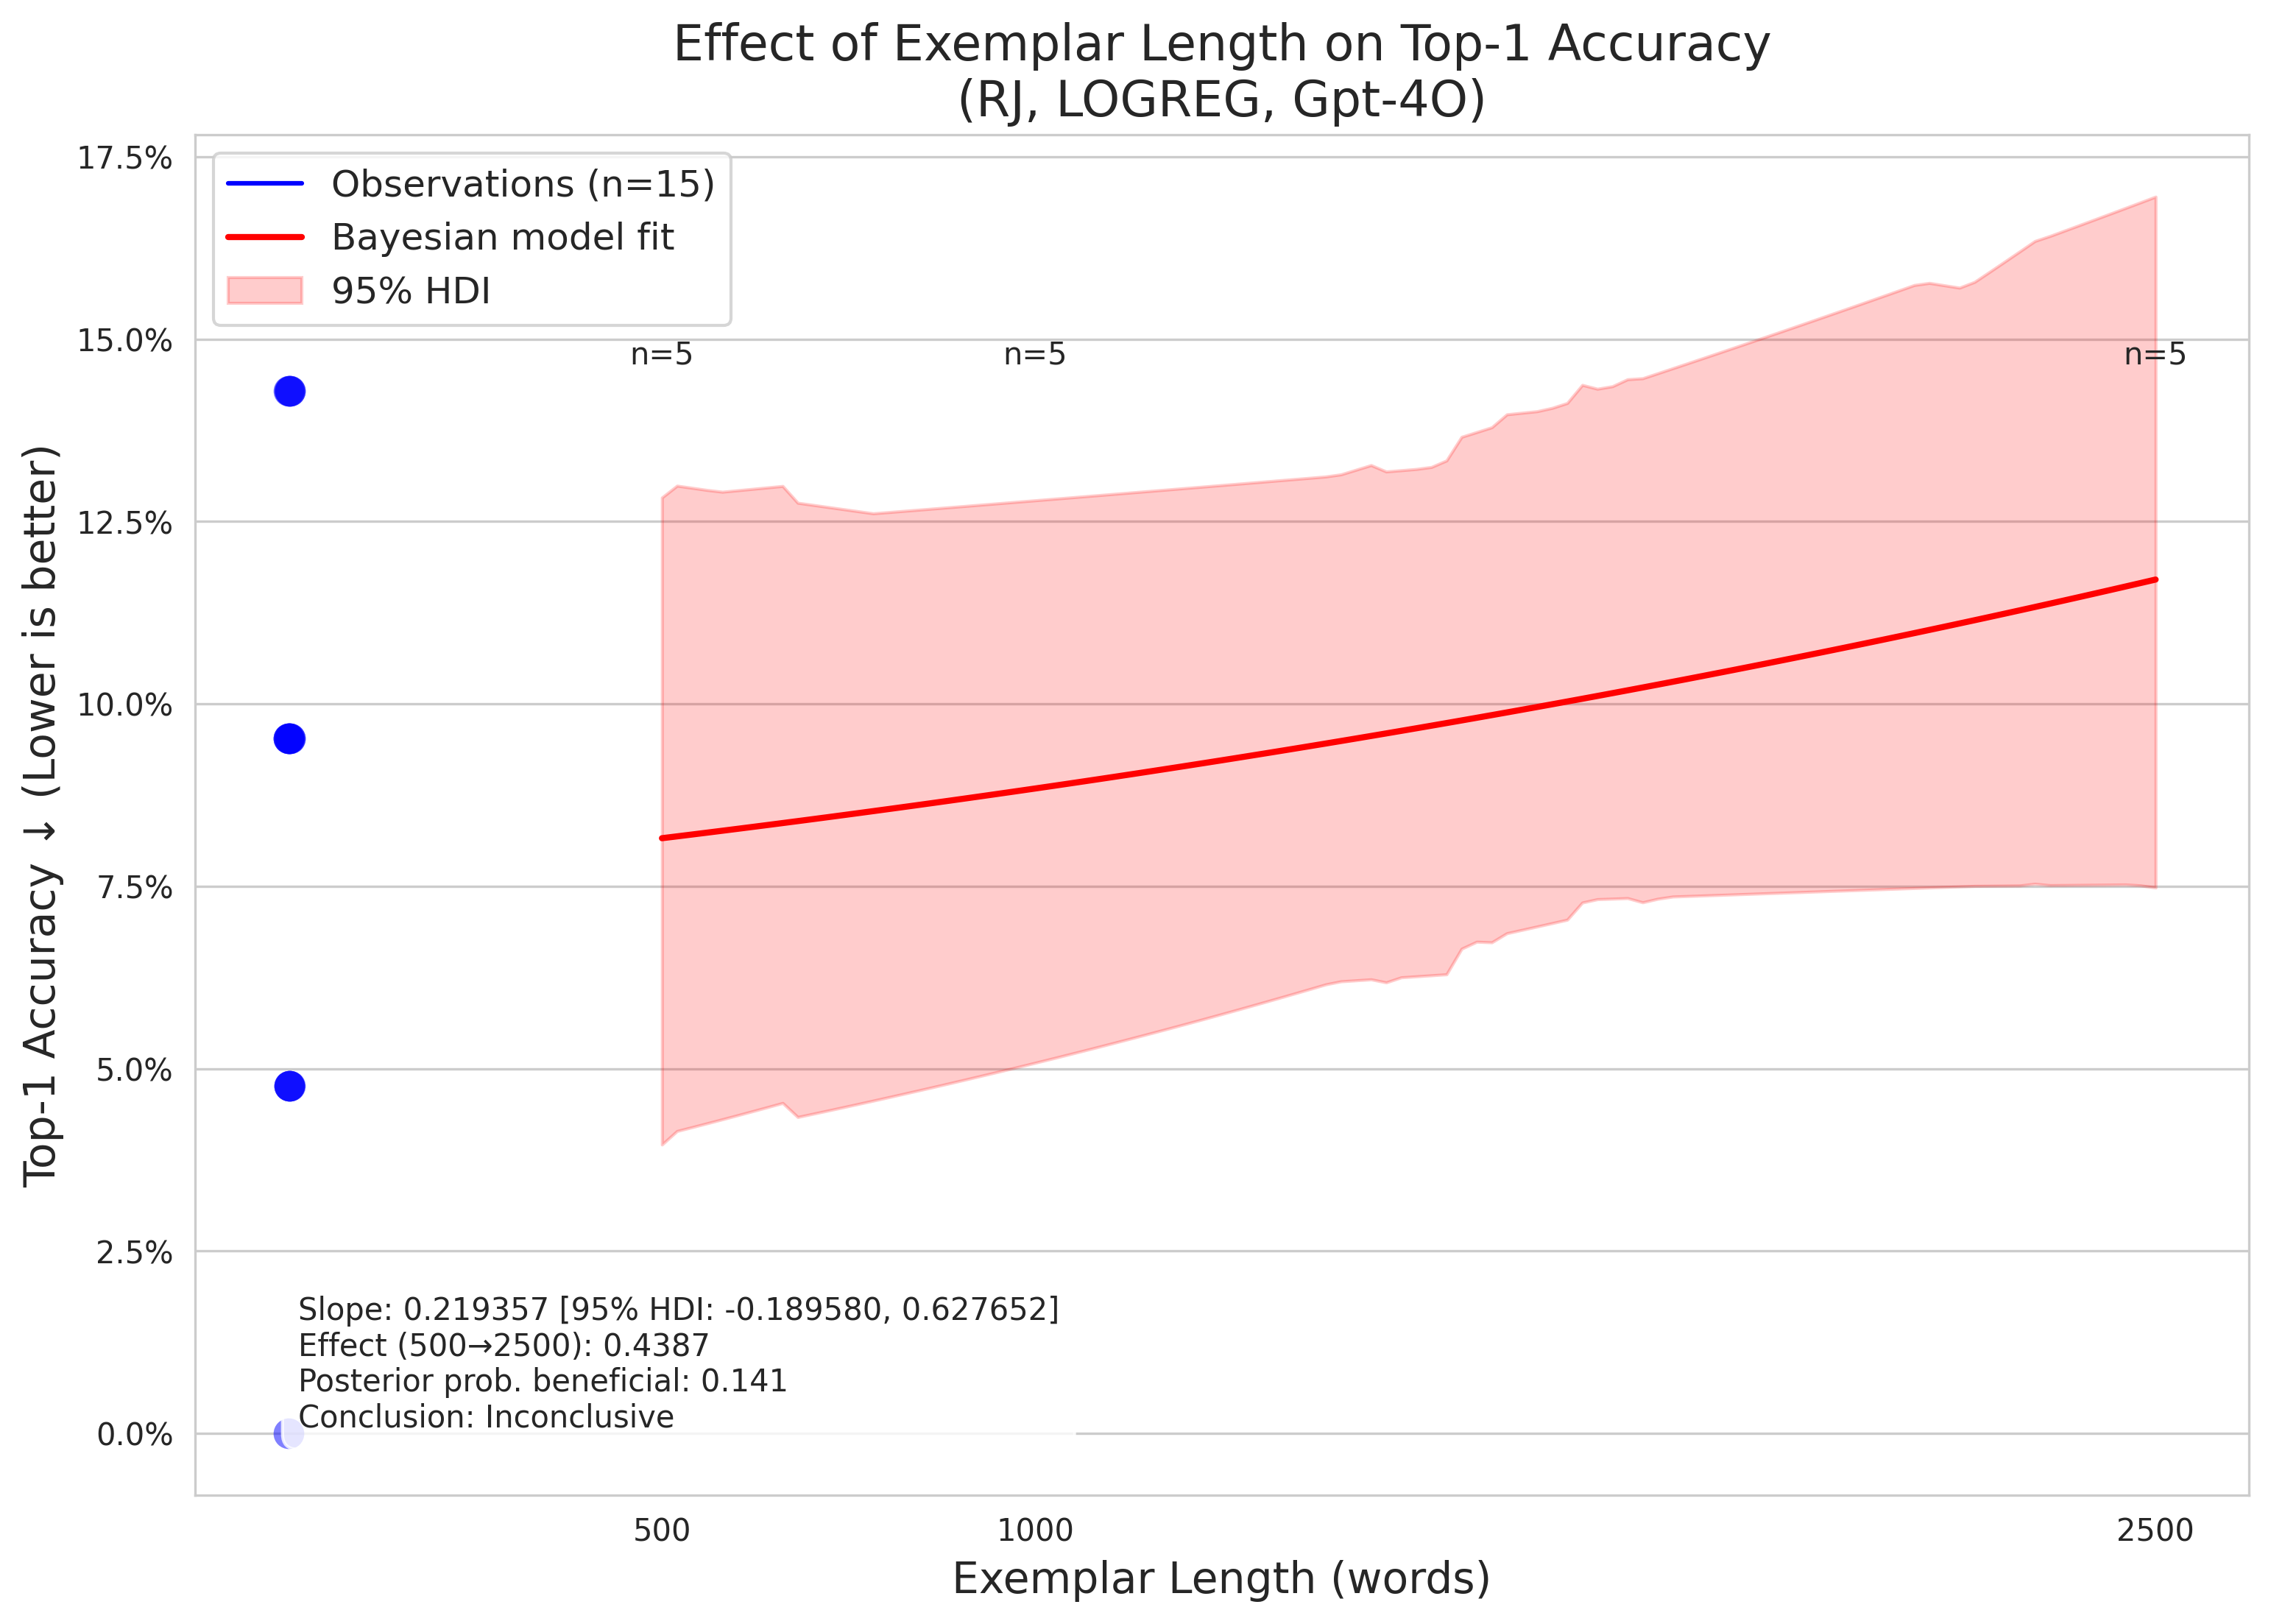 Effect of Exemplar Length on Top-1 Accuracy
(RJ, LOGREG, Gpt-4O)
Top-1 Accuracy ↓ (Lower is better)
17.5%
15.0%
12.5%
10.0%
7.5%
5.0%
2.5%
0.0%
Observations (n=15)
Bayesian model fit
95% HDI
n=5
n=5
n=5
Slope: 0.219357 [95% HDI: -0.189580, 0.627652]
Effect (500→2500): 0.4387
Posterior prob. beneficial: 0.141
Conclusion: Inconclusive
500
1000
2500
Exemplar Length (words)